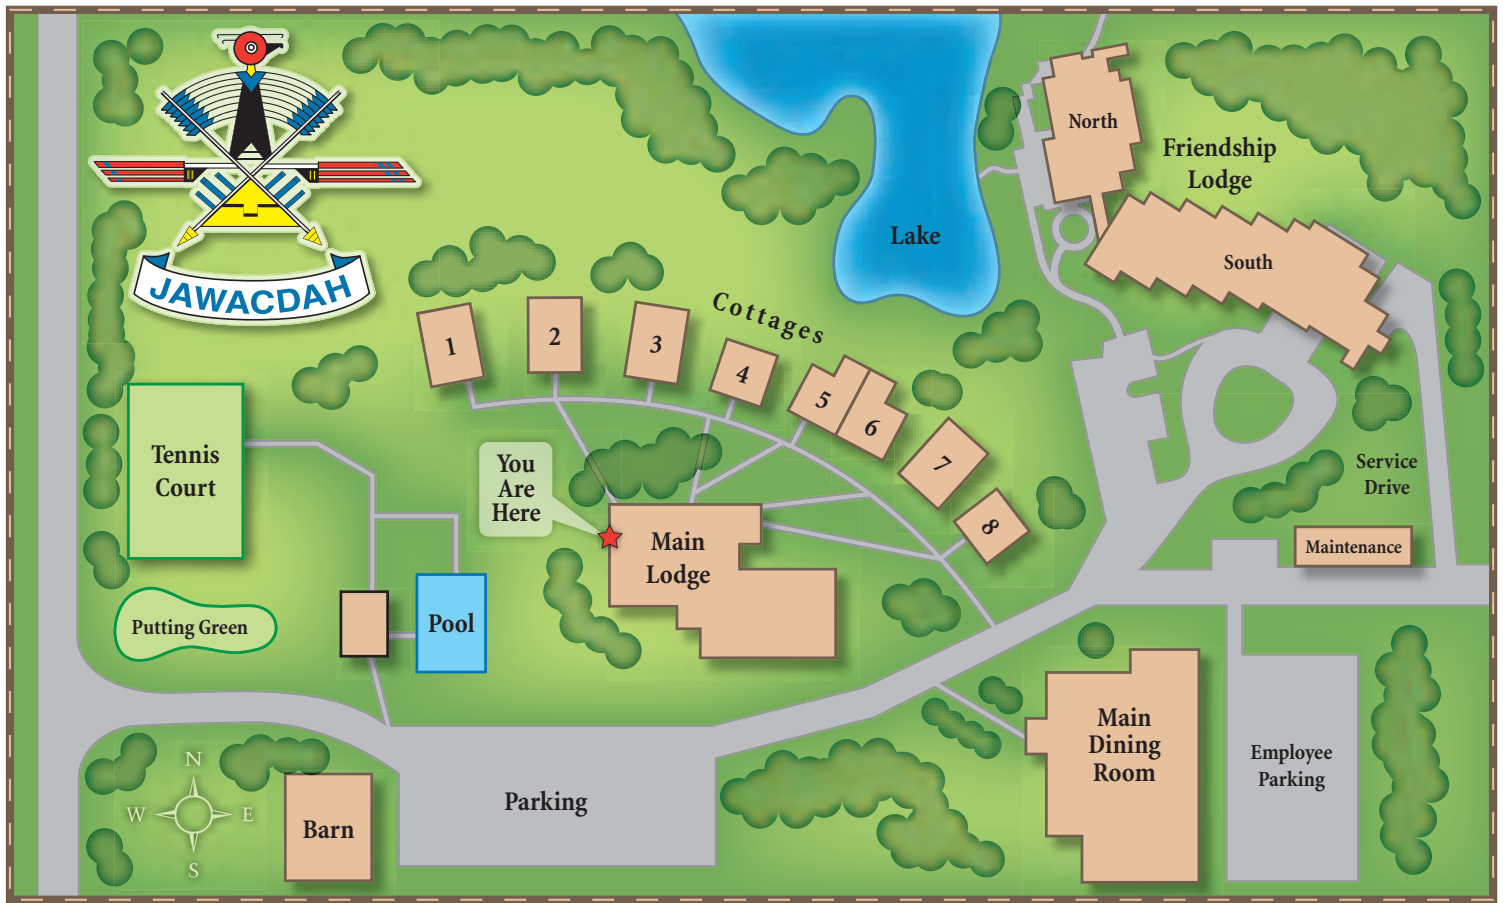 JAWACDAH
North
Friendship
Lodge
South
Lake
Cottages
1
2
3
4
5
6
7
8
Tennis
Court
You
Are
Here
Main
Lodge
Service
Drive
Maintenance
Putting Green
Pool
Main
Dining
Room
Employee
Parking
Parking
Barn
N
W
E
S